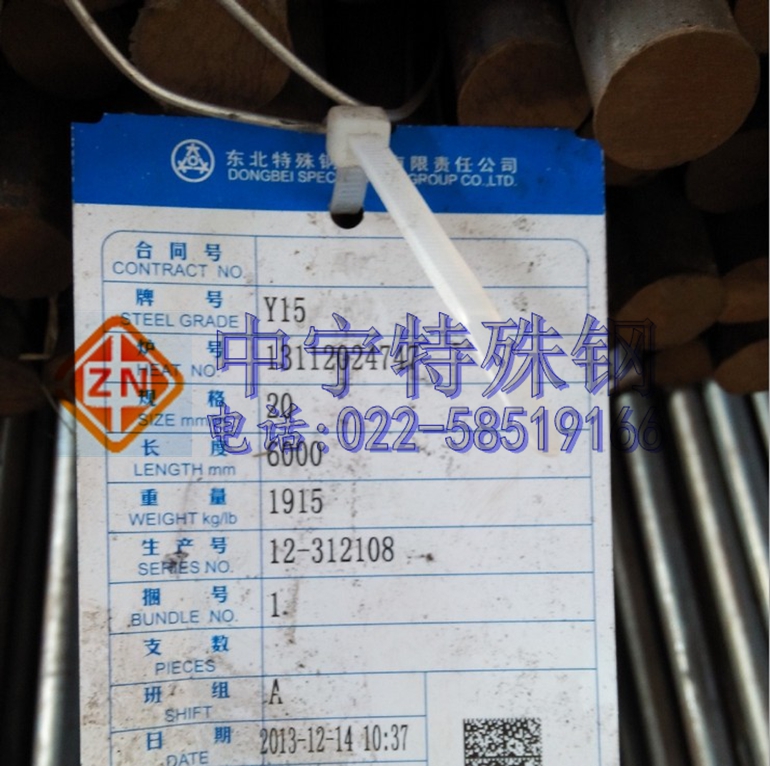 东北特殊钢 有限责任公司
DONGBEI SPEC GROUP CO.,LTD.
合同号
CONTRACT NO.
牌号
STEEL GRADE Y15
炉号
HEAT NO.
中宁特殊钢
ZN
规格
SIZE mm 20
电话:022-58519166
长度
LENGTH mm 6000
重量
WEIGHT kg/lb 1915
生产号
SERIES NO. 12-312108
捆号
BUNDLE NO. 1.
支数
PIECES
班组
SHIFT A
日期
DATE 2013-12-14 10:37